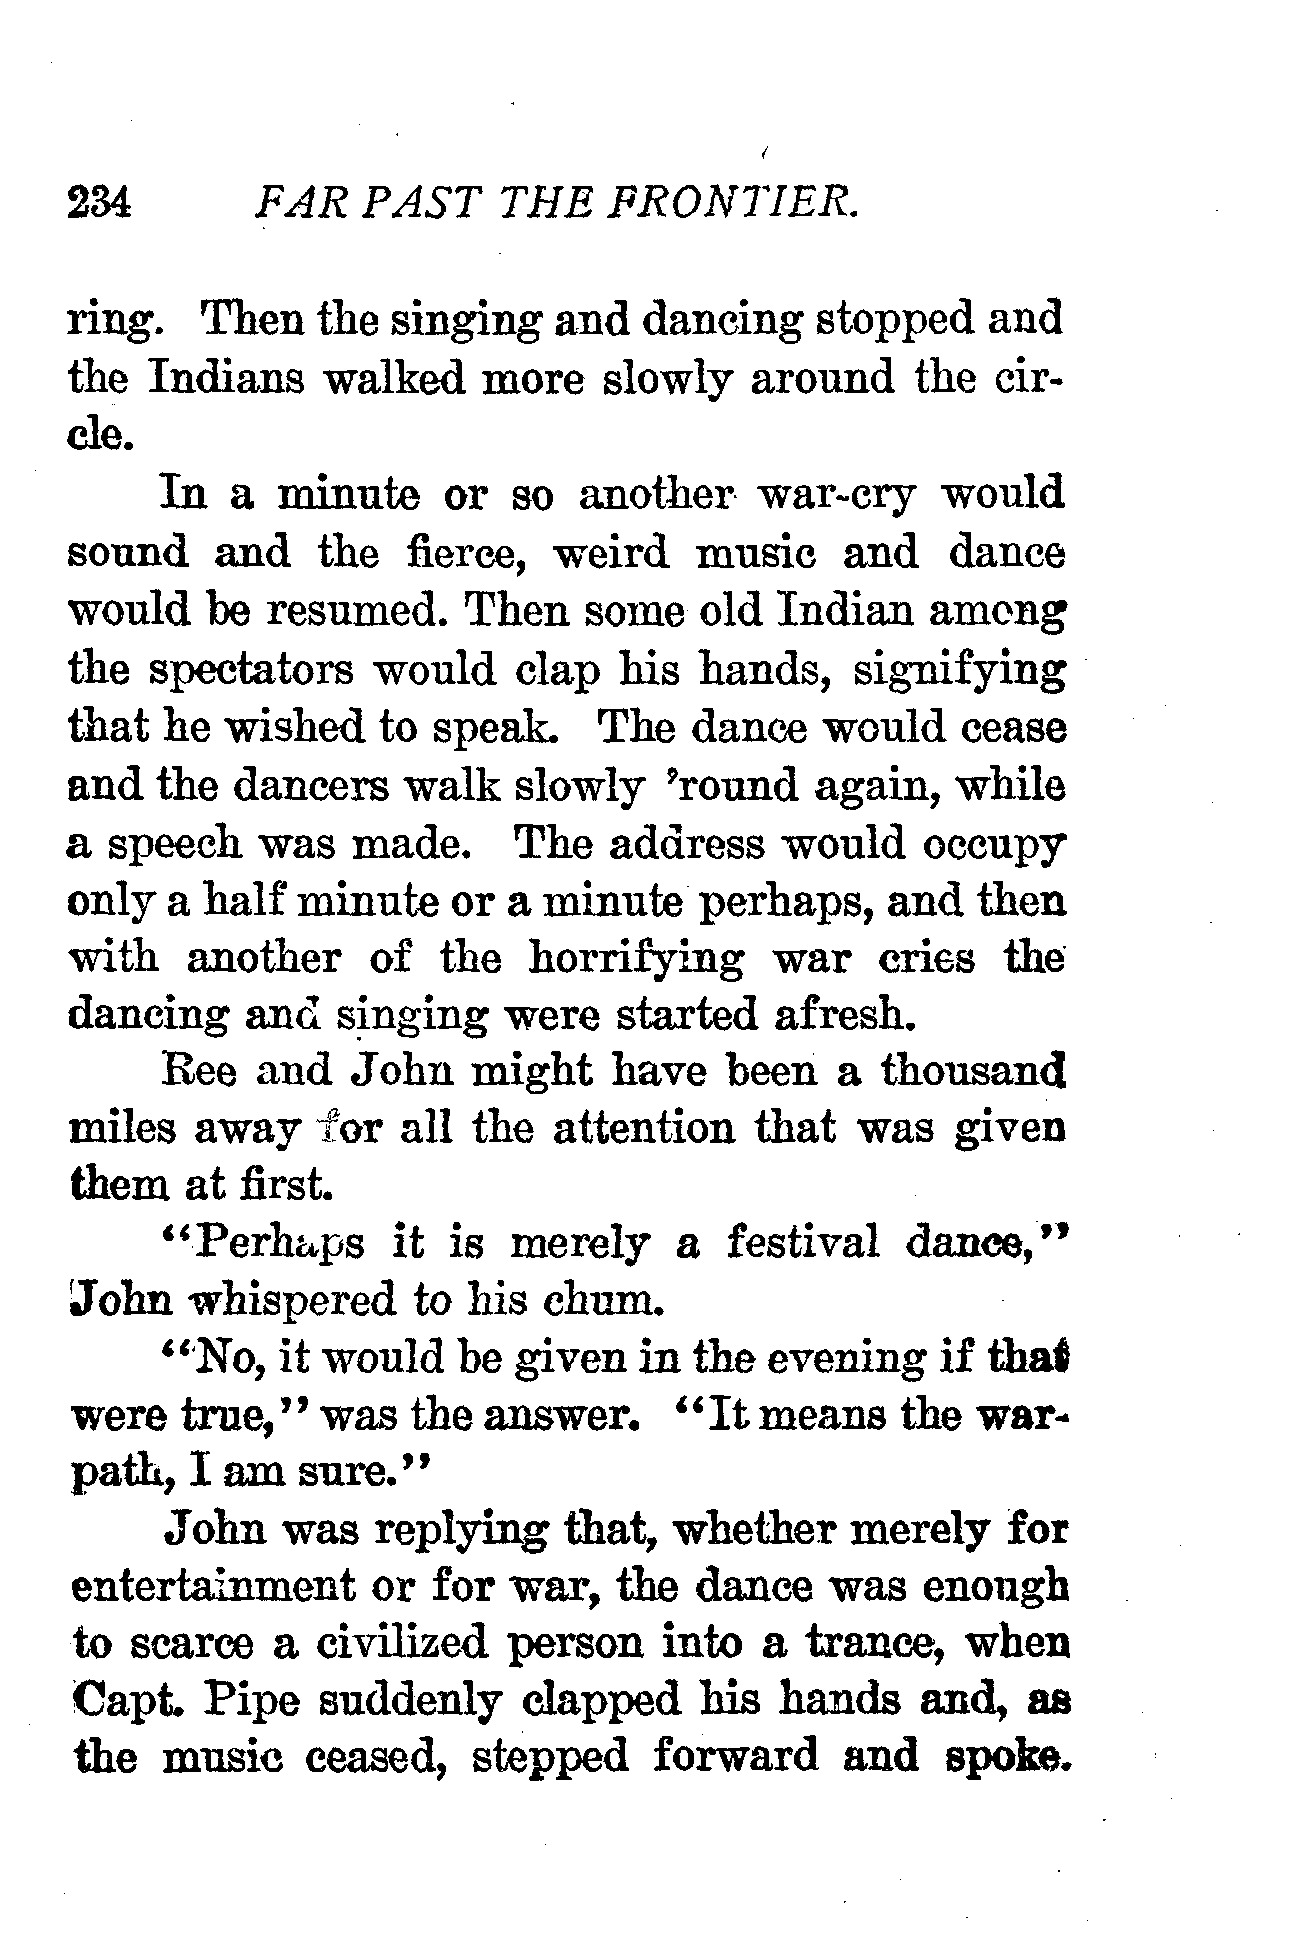 234 FAR PAST THE FRONTIER.
ring. Then the singing and dancing stopped and
the Indians walked more slowly around the cir-
cle.
In a minute or so another war-cry would
sound and the fierce, weird music and dance
would be resumed. Then some old Indian among
the spectators would clap his hands, signifying
that he wished to speak. The dance would cease
and the dancers walk slowly ’round again, while
a speech was made. The address would occupy
only a half minute or a minute perhaps, and then
with another of the horrifying war cries the
dancing and singing were started afresh.
Ree and John might have been a thousand
miles away for all the attention that was given
them at first.
“Perhaps it is merely a festival dance,”
John whispered to his chum.
“No, it would be given in the evening if that
were true,” was the answer. “It means the war-
path, I am sure.”
John was replying that, whether merely for
entertainment or for war, the dance was enough
to scarce a civilized person into a trance, when
Capt. Pipe suddenly clapped his hands and, as
the music ceased, stepped forward and spoke.